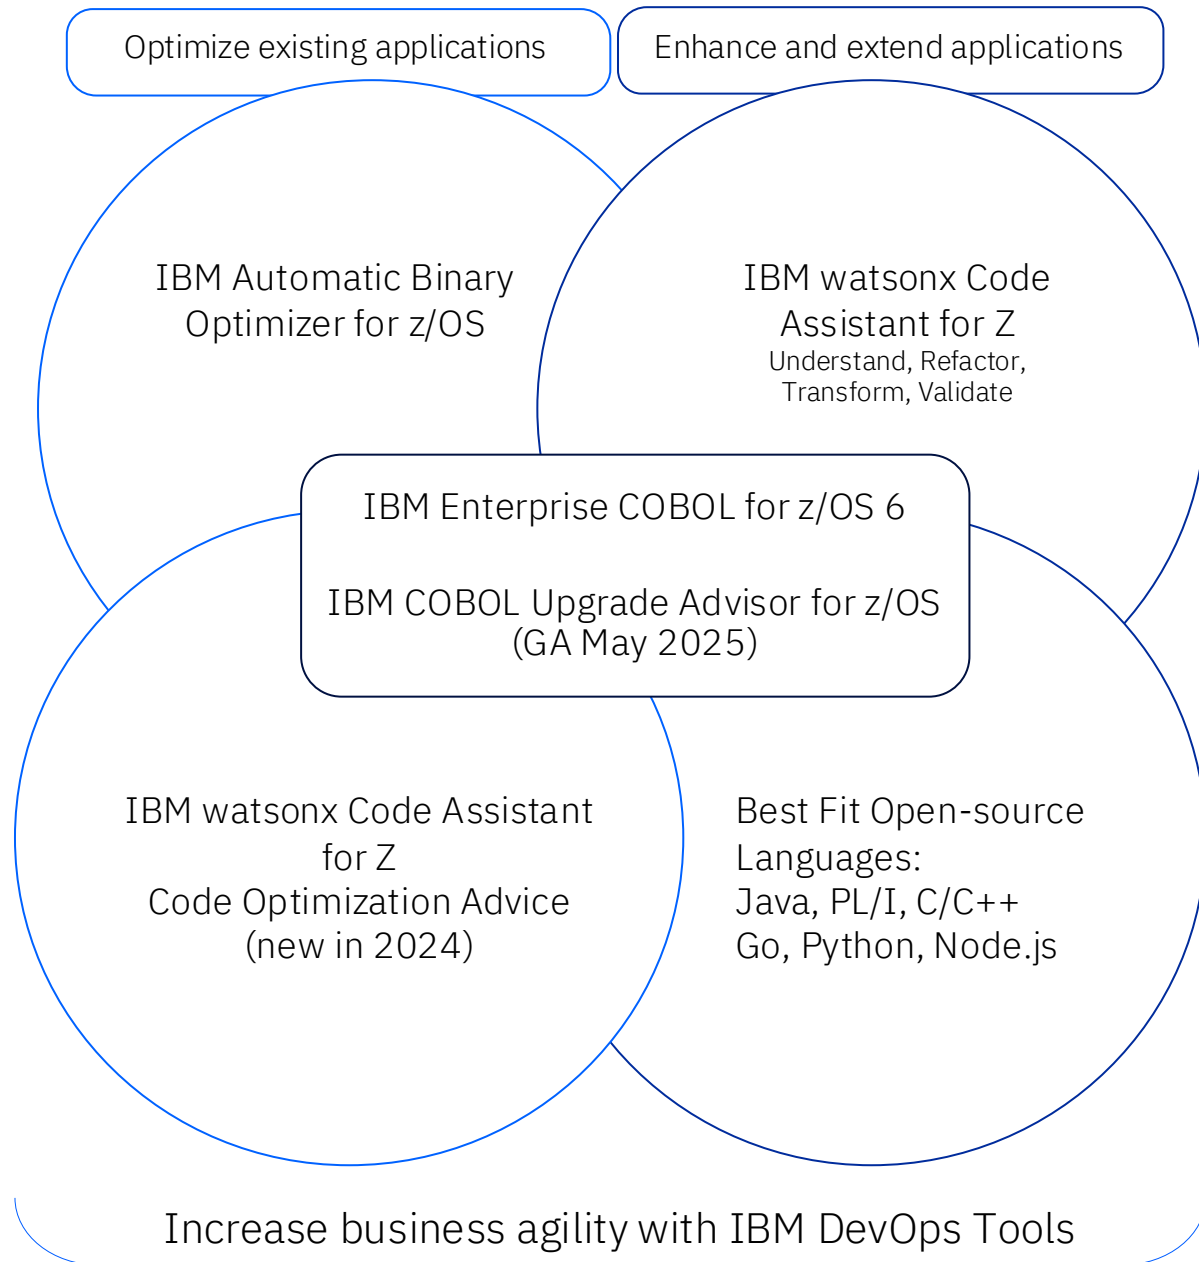 Optimize existing applications
Enhance and extend applications
IBM Automatic Binary
Optimizer for z/OS
IBM watsonx Code
Assistant for Z
Understand, Refactor,
Transform, Validate
IBM Enterprise COBOL for z/OS 6
IBM COBOL Upgrade Advisor for z/OS
(GA May 2025)
IBM watsonx Code Assistant
for Z
Code Optimization Advice
(new in 2024)
Best Fit Open-source
Languages:
Java, PL/I, C/C++
Go, Python, Node.js
Increase business agility with IBM DevOps Tools